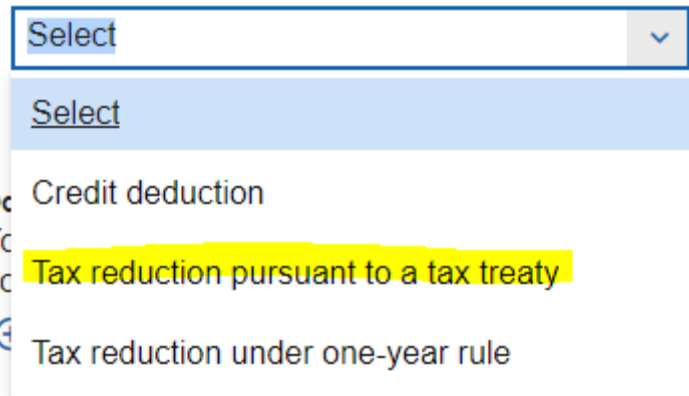 Select
Select
Credit deduction
Tax reduction pursuant to a tax treaty
Tax reduction under one-year rule